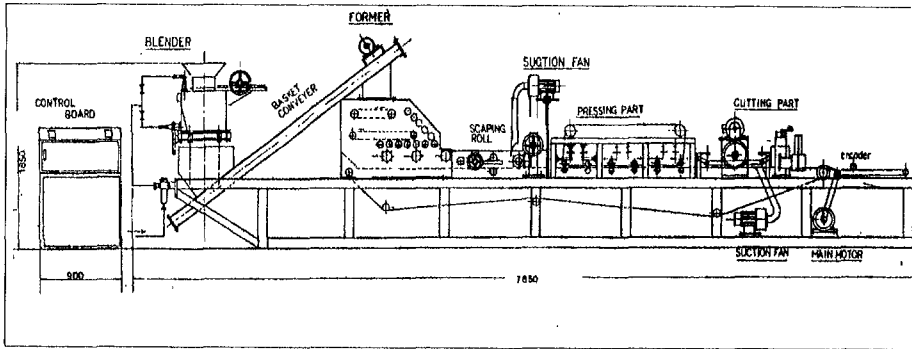 FORMER
BLENDER
SUCTION FAN
BASKET
CONVEYER
PRESSING PART
CUTTING PART
CONTROL
BOARD
SCAPING
ROLL
encoder
1850
SUCTION FAN
MAIN MOTOR
900
7850